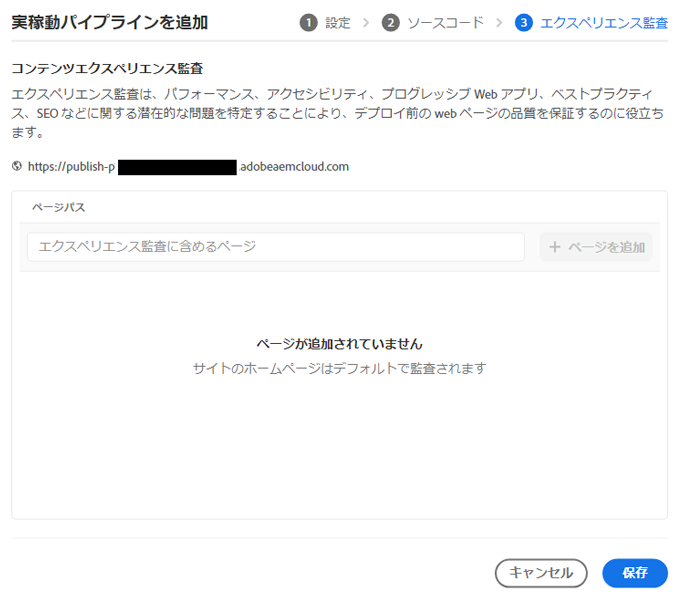 実稼動パイプラインを追加
1 設定 > 2 ソースコード > 3 エクスペリエンス監査
コンテンツエクスペリエンス監査
エクスペリエンス監査は、パフォーマンス、アクセシビリティ、プログレッシブ Web アプリ、ベストプラクティ
ス、SEO などに関する潜在的な問題を特定することにより、デプロイ前の web ページの品質を保証するのに役立ち
ます。
https://publish-p .adobeaemcloud.com
ページパス
エクスペリエンス監査に含めるページ
+ ページを追加
ページが追加されていません
サイトのホームページはデフォルトで監査されます
キャンセル
保存